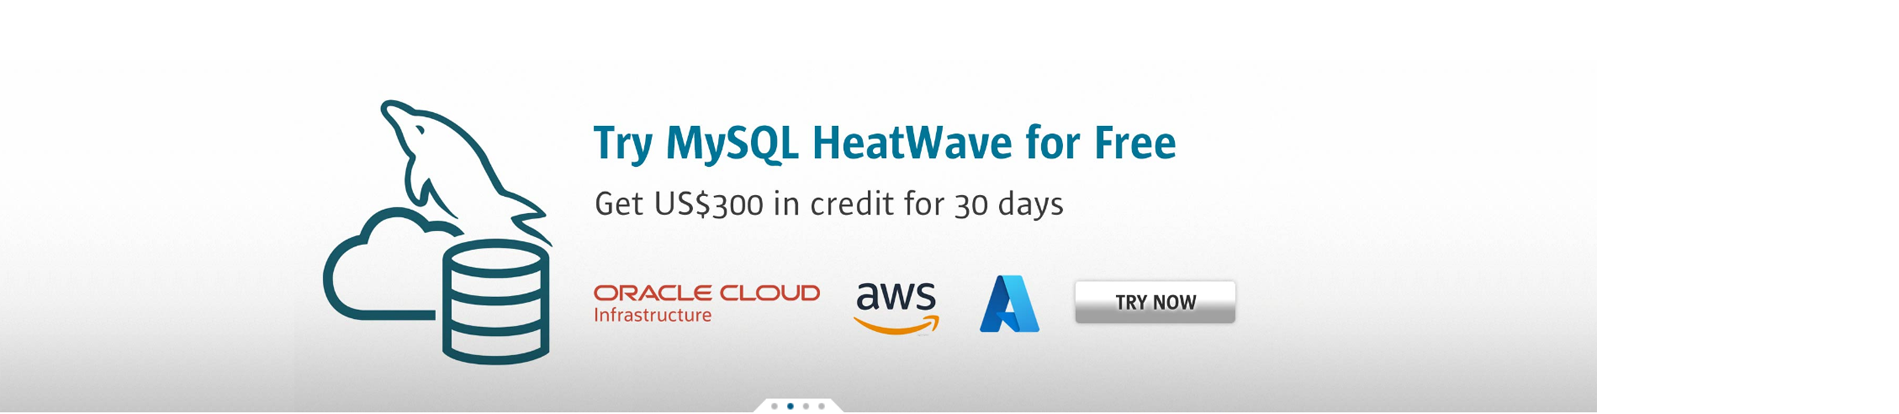 Try MySQL HeatWave for Free
Get US$300 in credit for 30 days
ORACLE CLOUD
Infrastructure
aws
TRY NOW